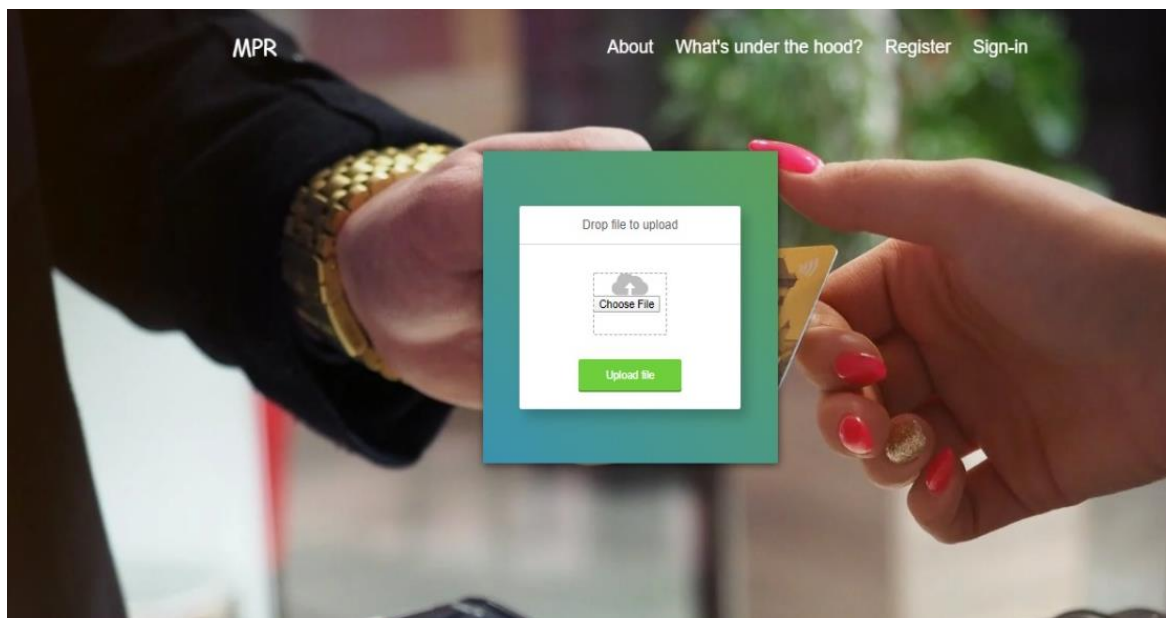 MPR About What's under the hood? Register Sign-in
Drop file to upload
Choose File
Upload file